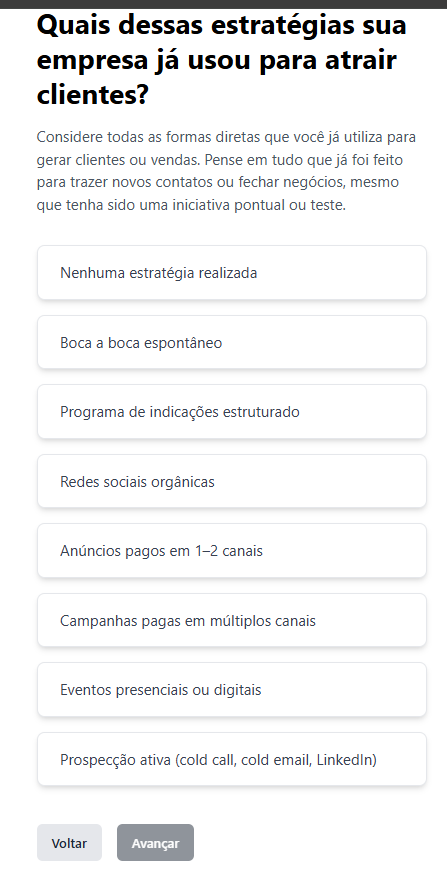 Quais dessas estratégias sua
empresa já usou para atrair
clientes?
Considere todas as formas diretas que você já utiliza para
gerar clientes ou vendas. Pense em tudo que já foi feito
para trazer novos contatos ou fechar negócios, mesmo
que tenha sido uma iniciativa pontual ou teste.
Nenhuma estratégia realizada
Boca a boca espontâneo
Programa de indicações estruturado
Redes sociais orgânicas
Anúncios pagos em 1–2 canais
Campanhas pagas em múltiplos canais
Eventos presenciais ou digitais
Prospecção ativa (cold call, cold email, LinkedIn)
Voltar
Avançar